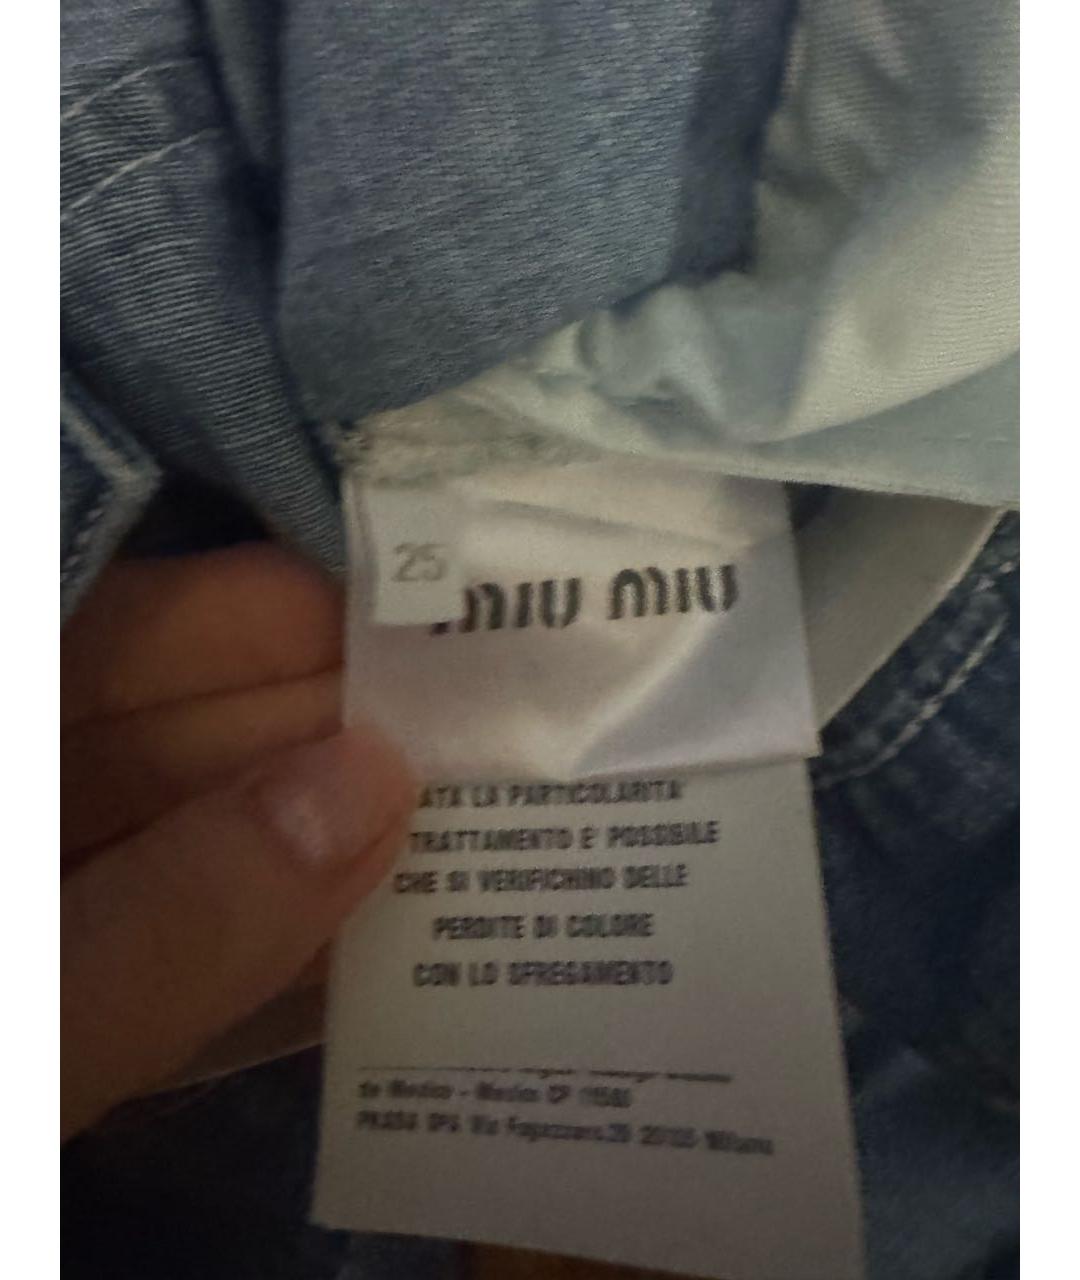 25
MIU MIU
ATA LA PARTICOLARITA'
TRATTAMENTO E' POSSIBILE
CHE SI VERIFICHINO DELLE
PERDITE DI COLORE
CON LO SFREGAMENTO
de Mexico - Mexico CP
PRADA SPA Via Fogazzaro 28 20135 Milano